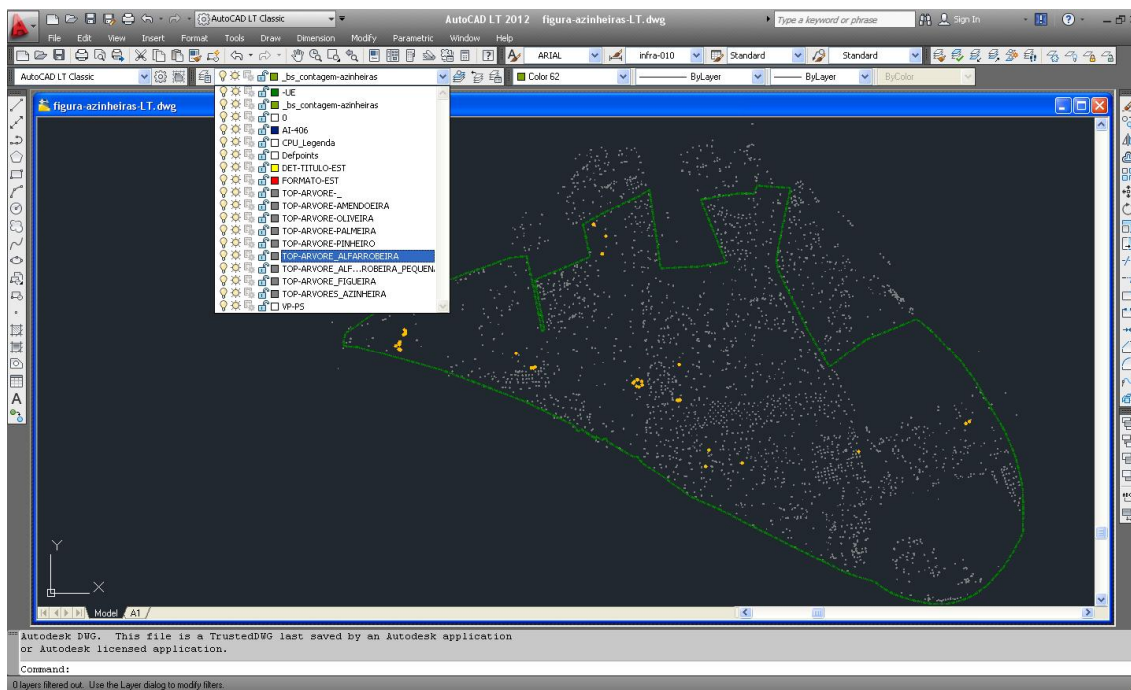 AutoCAD LT Classic
AutoCAD LT 2012 figura-azinheiras-LT.dwg
Type a keyword or phrase
Sign In
File Edit View Insert Format Tools Draw Dimension Modify Parametric Window Help
ARIAL
infra-010
Standard
Standard
AutoCAD LT Classic
_bs_contagem-azinheiras
Color 62
ByLayer
ByLayer
ByColor
figura-azinheiras-LT.dwg
-UE
_bs_contagem-azinheiras
0
AI-406
CPU_Legenda
Defpoints
DET-TITULO-EST
FORMATO-EST
TOP-ARVORE-_
TOP-ARVORE-AMENDOEIRA
TOP-ARVORE-OLIVEIRA
TOP-ARVORE-PALMEIRA
TOP-ARVORE-PINHEIRO
TOP-ARVORE_ALFARROBEIRA
TOP-ARVORE_ALF...ROBEIRA_PEQUEN
TOP-ARVORE_FIGUEIRA
TOP-ARVORES_AZINHEIRA
VP-PS
Y
X
Model A1
Autodesk DWG. This file is a TrustedDWG last saved by an Autodesk application
or Autodesk licensed application.
Command:
0 layers filtered out. Use the Layer dialog to modify filters.